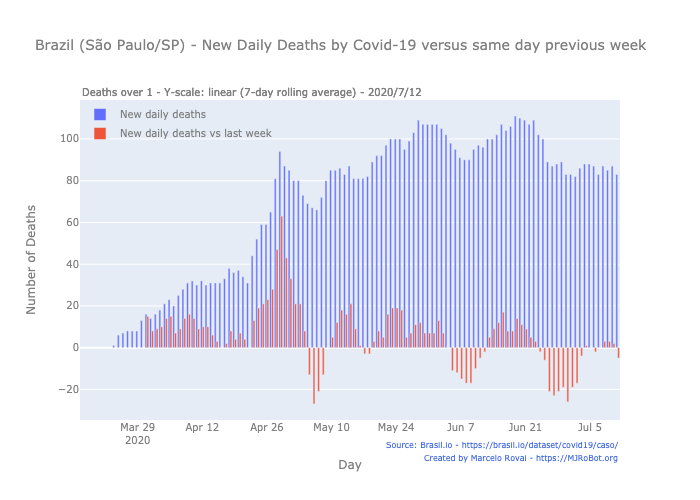 Brazil (São Paulo/SP) - New Daily Deaths by Covid-19 versus same day previous week
Deaths over 1 - Y-scale: linear (7-day rolling average) - 2020/7/12
New daily deaths
New daily deaths vs last week
100
80
60
40
20
0
−20
Number of Deaths
Mar 29
2020
Apr 12
Apr 26
May 10
May 24
Jun 7
Jun 21
Jul 5
Day
Source: Brasil.io - https://brasil.io/dataset/covid19/caso/
Created by Marcelo Rovai - https://MJRoBot.org